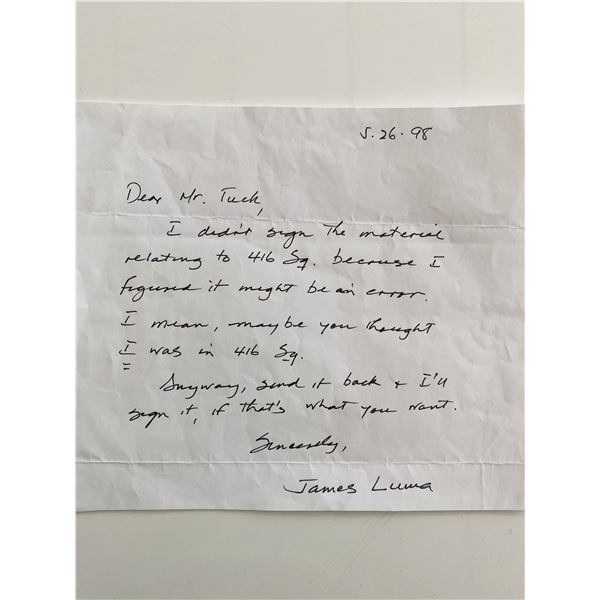 5.26.98
Dear Mr. Tuck,
I didn't sign the material
relating to 416 Sq. because I
figured it might be an error.
I mean, maybe you thought
I was in 416 Sq.
Anyway, send it back + I'll
sign it, if that's what you want.
Sincerely,
James Luma